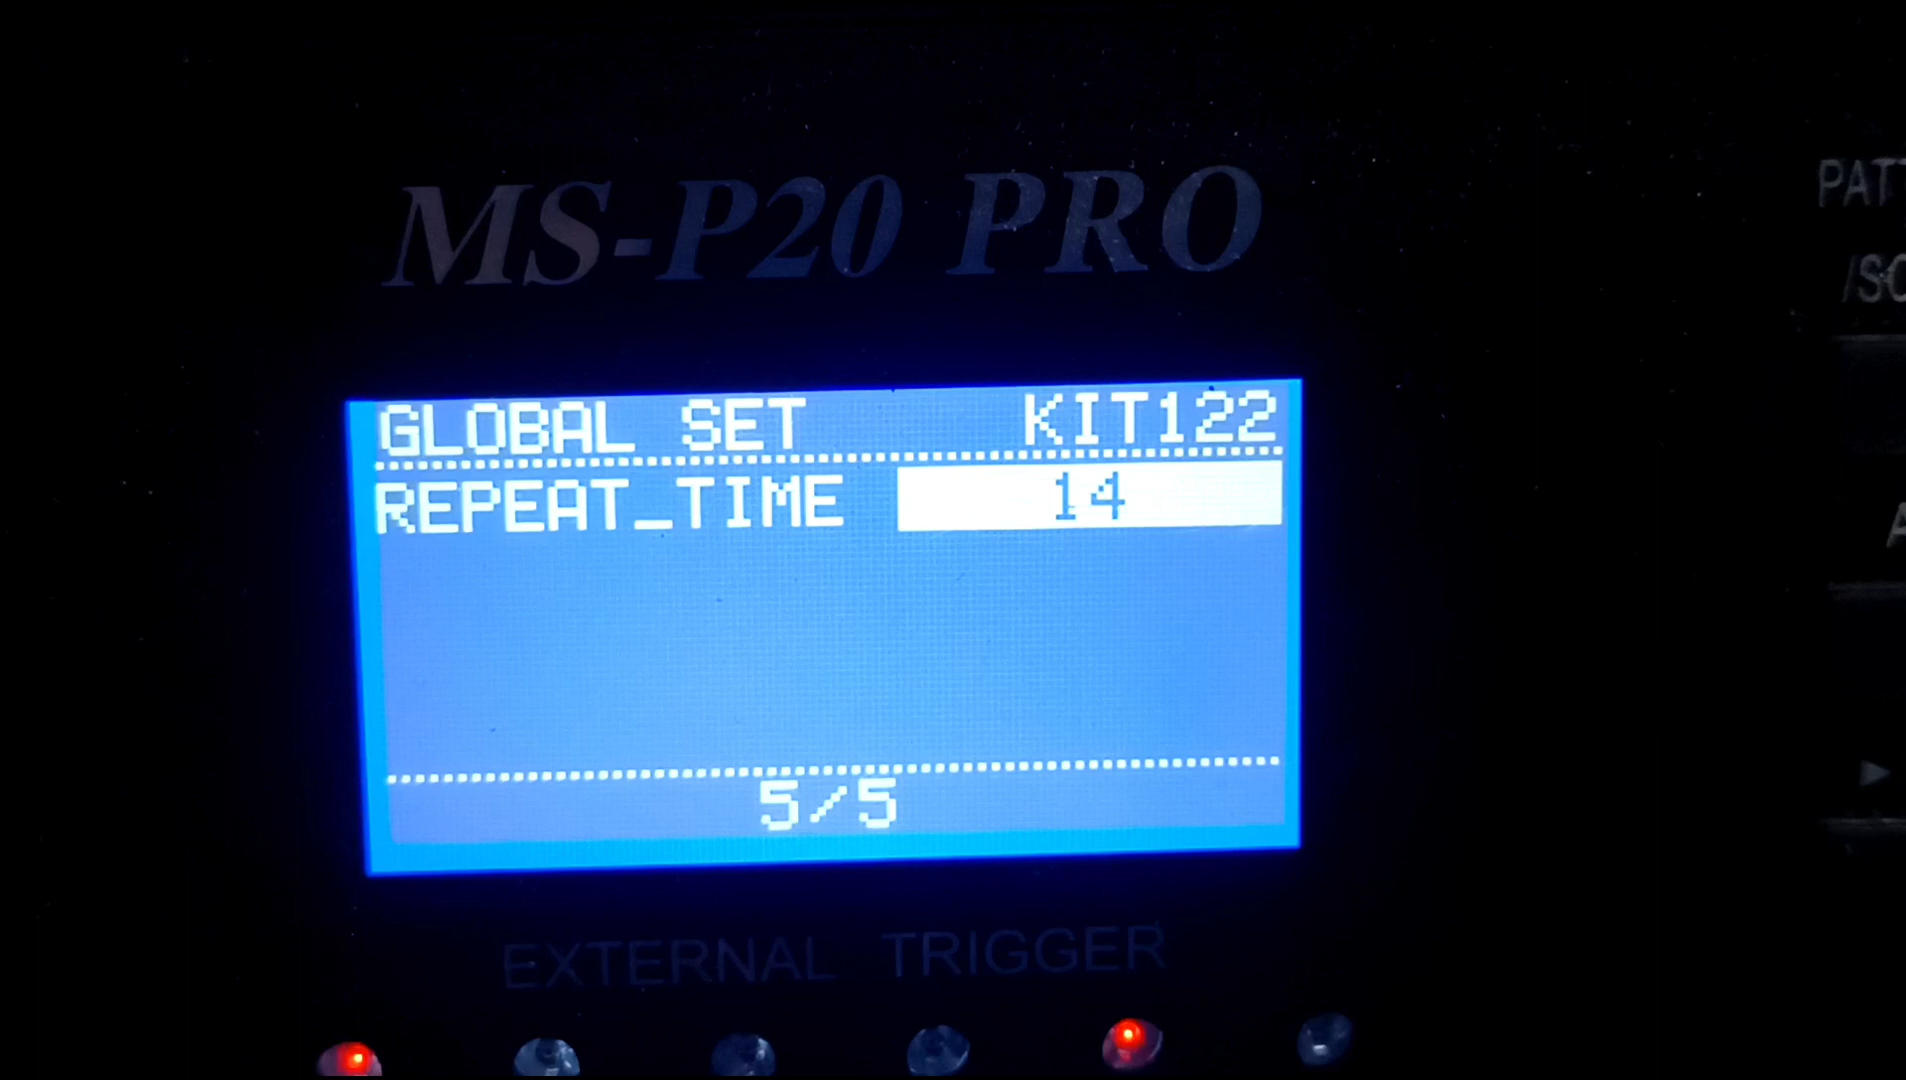 MS-P20 PRO
GLOBAL SET KIT122
REPEAT_TIME 14
5/5
EXTERNAL TRIGGER